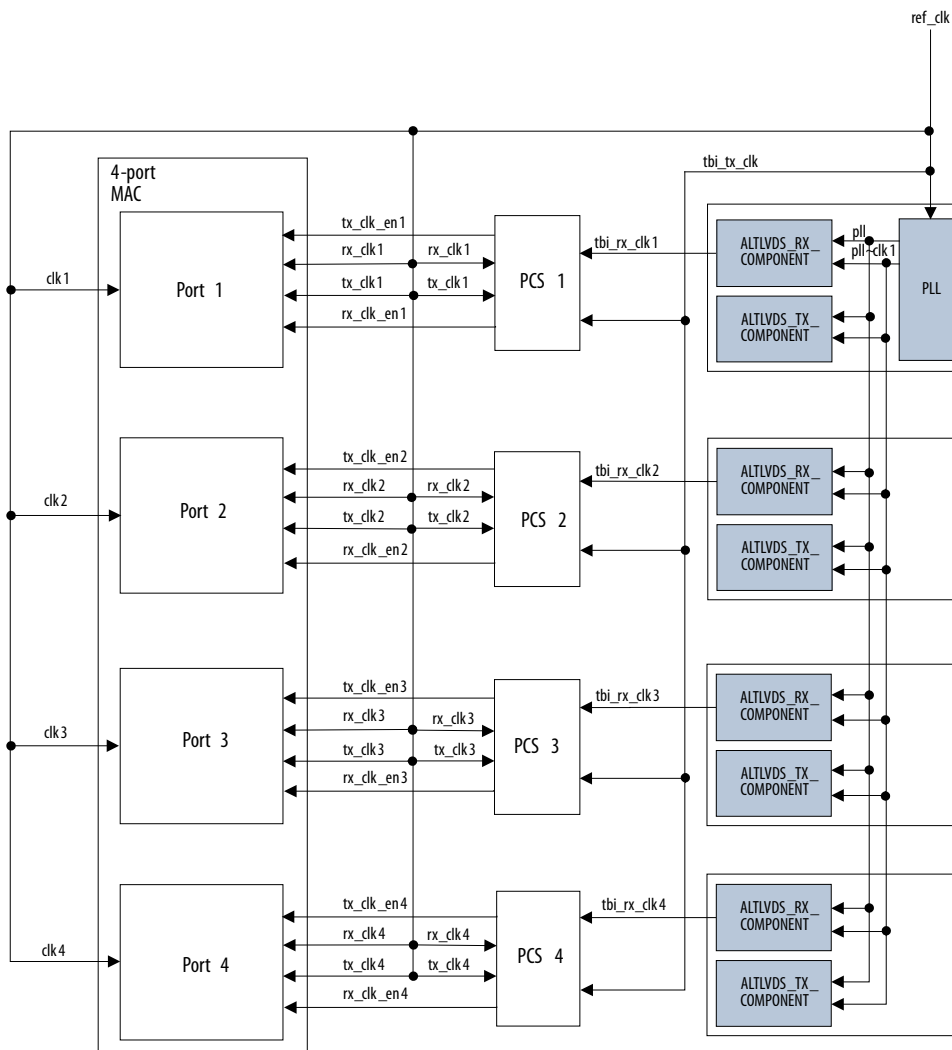 ref_clk
tbi_tx_clk
4-port
MAC
tx_clk_en1
rx_clk1
rx_clk1
tx_clk1
tx_clk1
rx_clk_en1
clk1
Port 1
PCS 1
tbi_rx_clk1
ALTLVDS_RX_
COMPONENT
pll
pll~clk1
PLL
ALTLVDS_TX_
COMPONENT
tx_clk_en2
rx_clk2
rx_clk2
tx_clk2
tx_clk2
rx_clk_en2
clk2
Port 2
PCS 2
tbi_rx_clk2
ALTLVDS_RX_
COMPONENT
ALTLVDS_TX_
COMPONENT
tx_clk_en3
rx_clk3
rx_clk3
tx_clk3
tx_clk3
rx_clk_en3
clk3
Port 3
PCS 3
tbi_rx_clk3
ALTLVDS_RX_
COMPONENT
ALTLVDS_TX_
COMPONENT
tx_clk_en4
rx_clk4
rx_clk4
tx_clk4
tx_clk4
rx_clk_en4
clk4
Port 4
PCS 4
tbi_rx_clk4
ALTLVDS_RX_
COMPONENT
ALTLVDS_TX_
COMPONENT